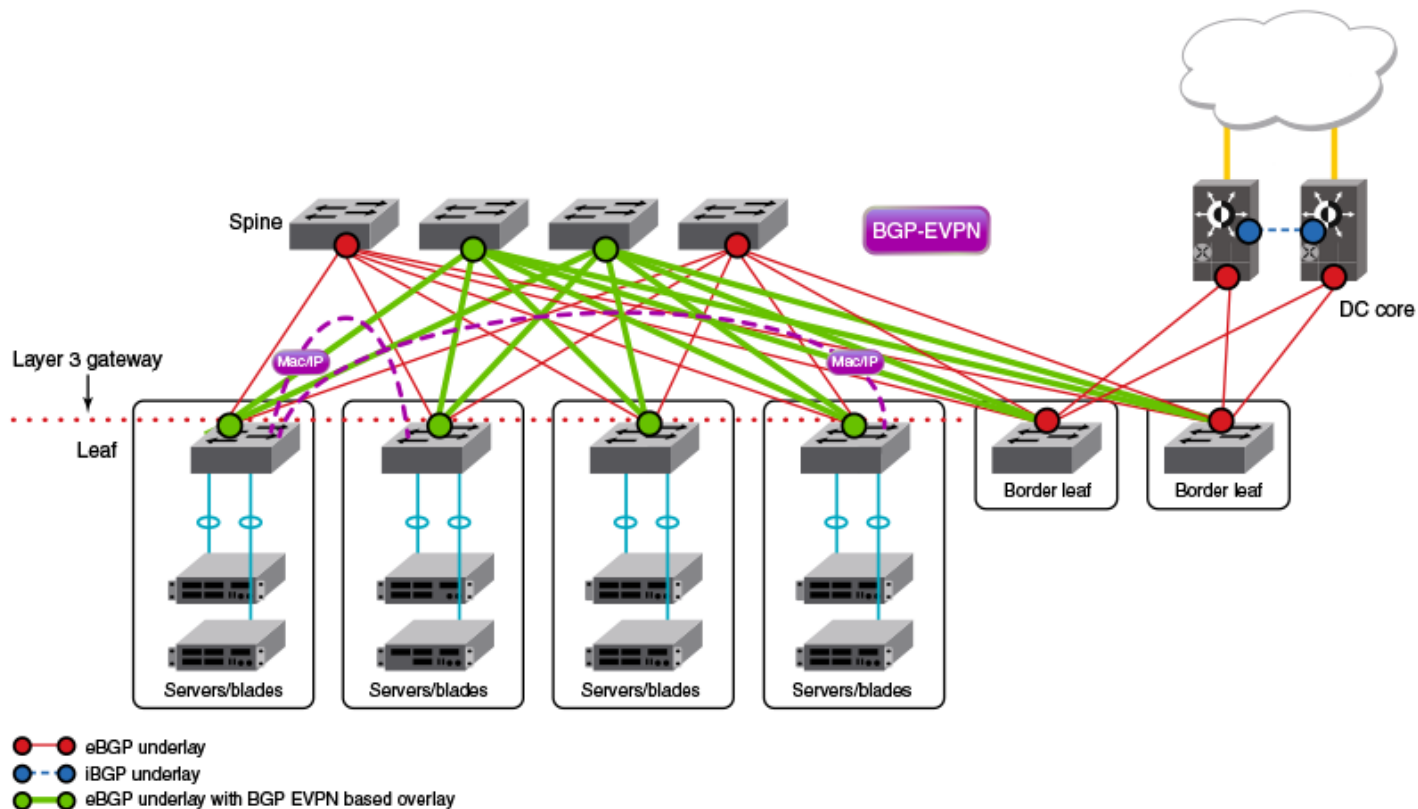 Spine
BGP-EVPN
DC core
Layer 3 gateway
Mac/IP
Mac/IP
Leaf
Border leaf
Border leaf
Servers/blades
Servers/blades
Servers/blades
Servers/blades
eBGP underlay
iBGP underlay
eBGP underlay with BGP EVPN based overlay